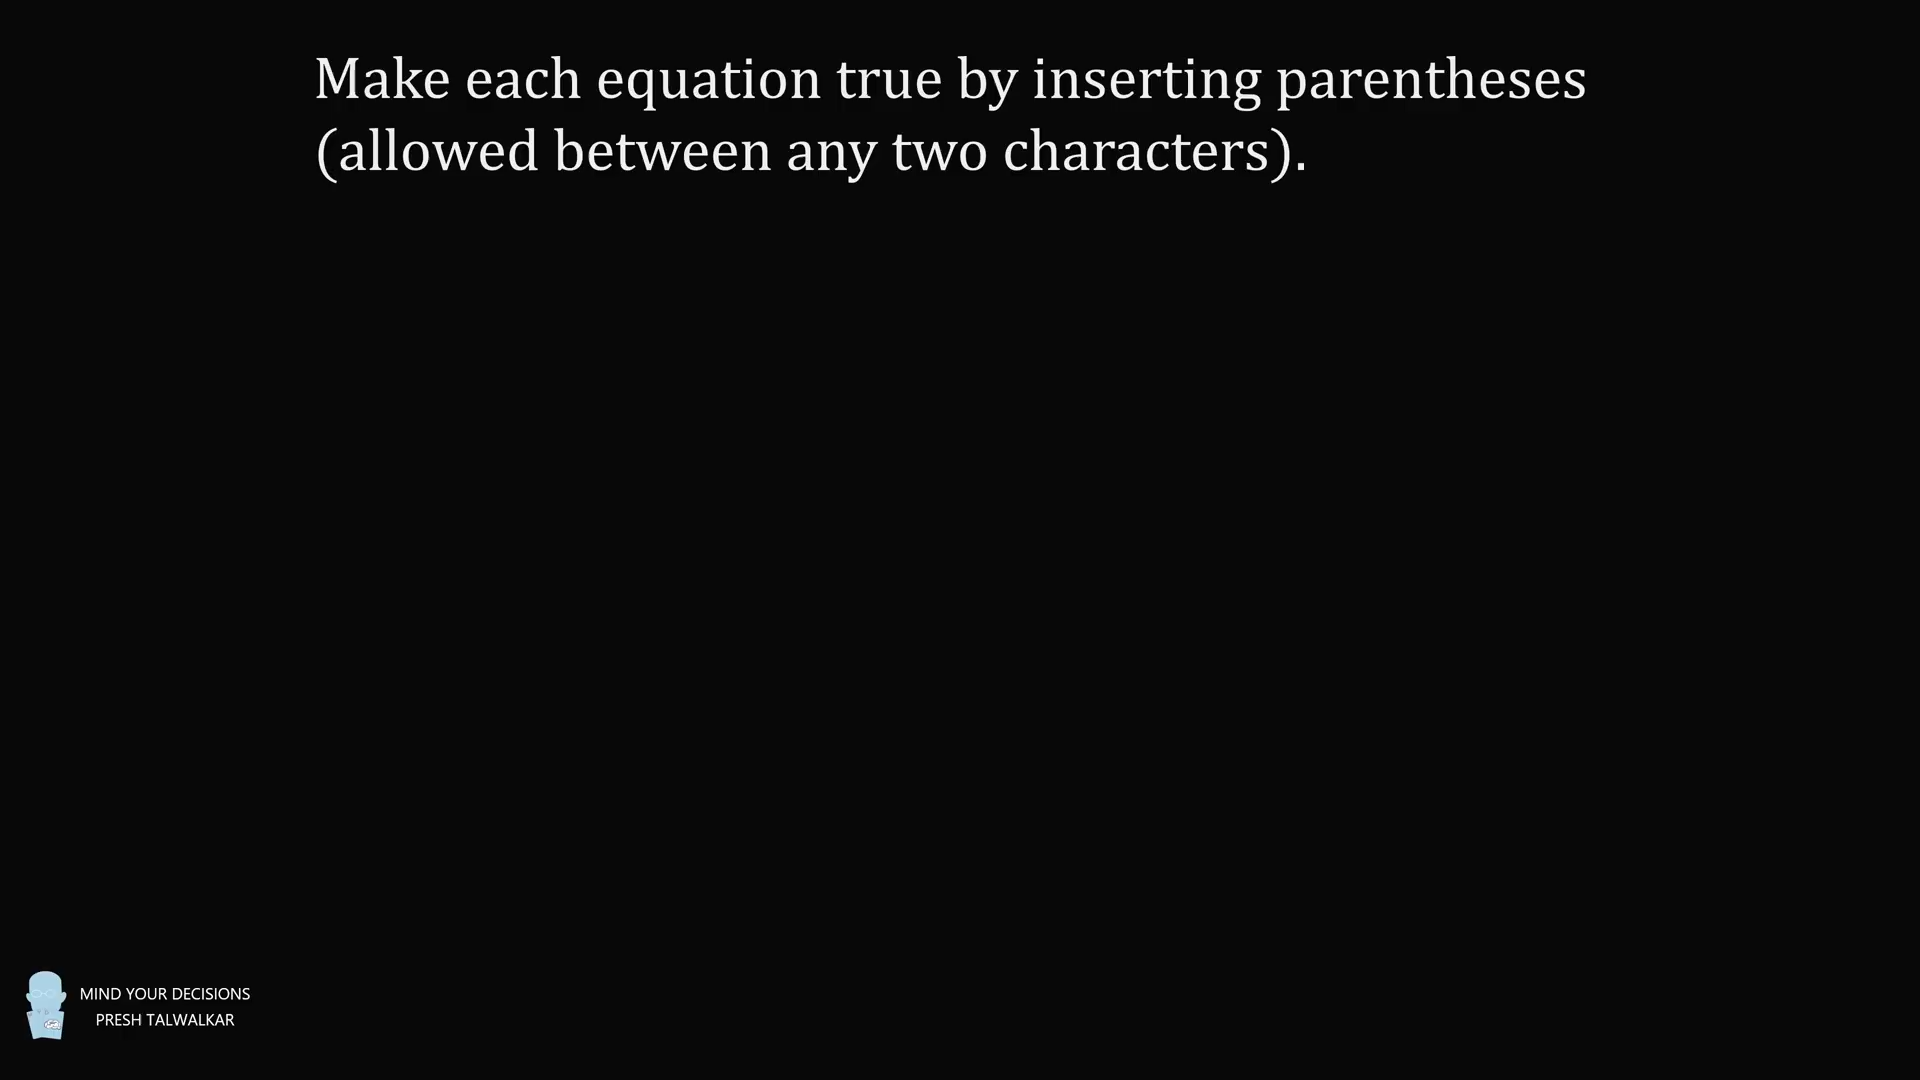 Make each equation true by inserting parentheses
(allowed between any two characters).
MIND YOUR DECISIONS
PRESH TALWALKAR